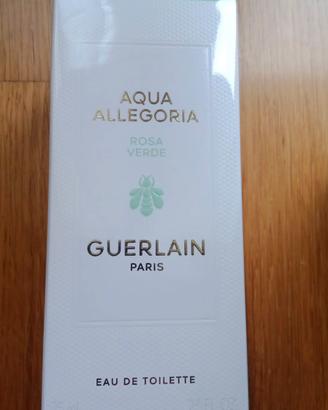 AQUA
ALLEGORIA
ROSA
VERDE
GUERLAIN
PARIS
EAU DE TOILETTE